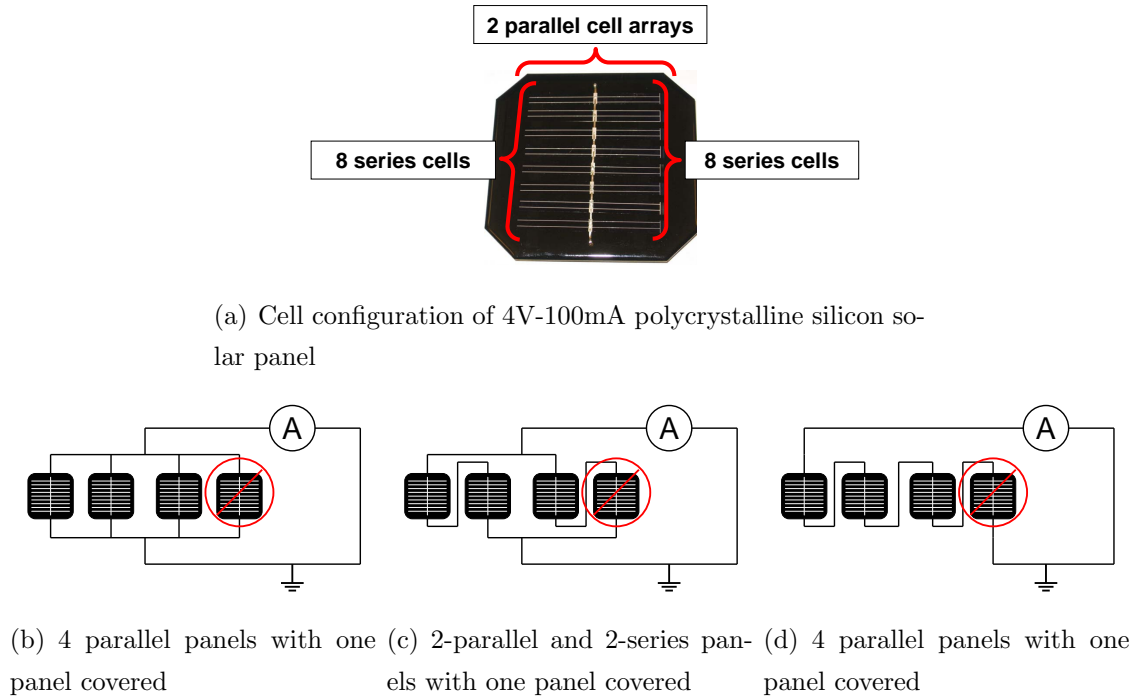 2 parallel cell arrays
8 series cells
8 series cells
(a) Cell configuration of 4V-100mA polycrystalline silicon so-
lar panel
A
A
A
(b) 4 parallel panels with one
panel covered
(c) 2-parallel and 2-series pan-
els with one panel covered
(d) 4 parallel panels with one
panel covered